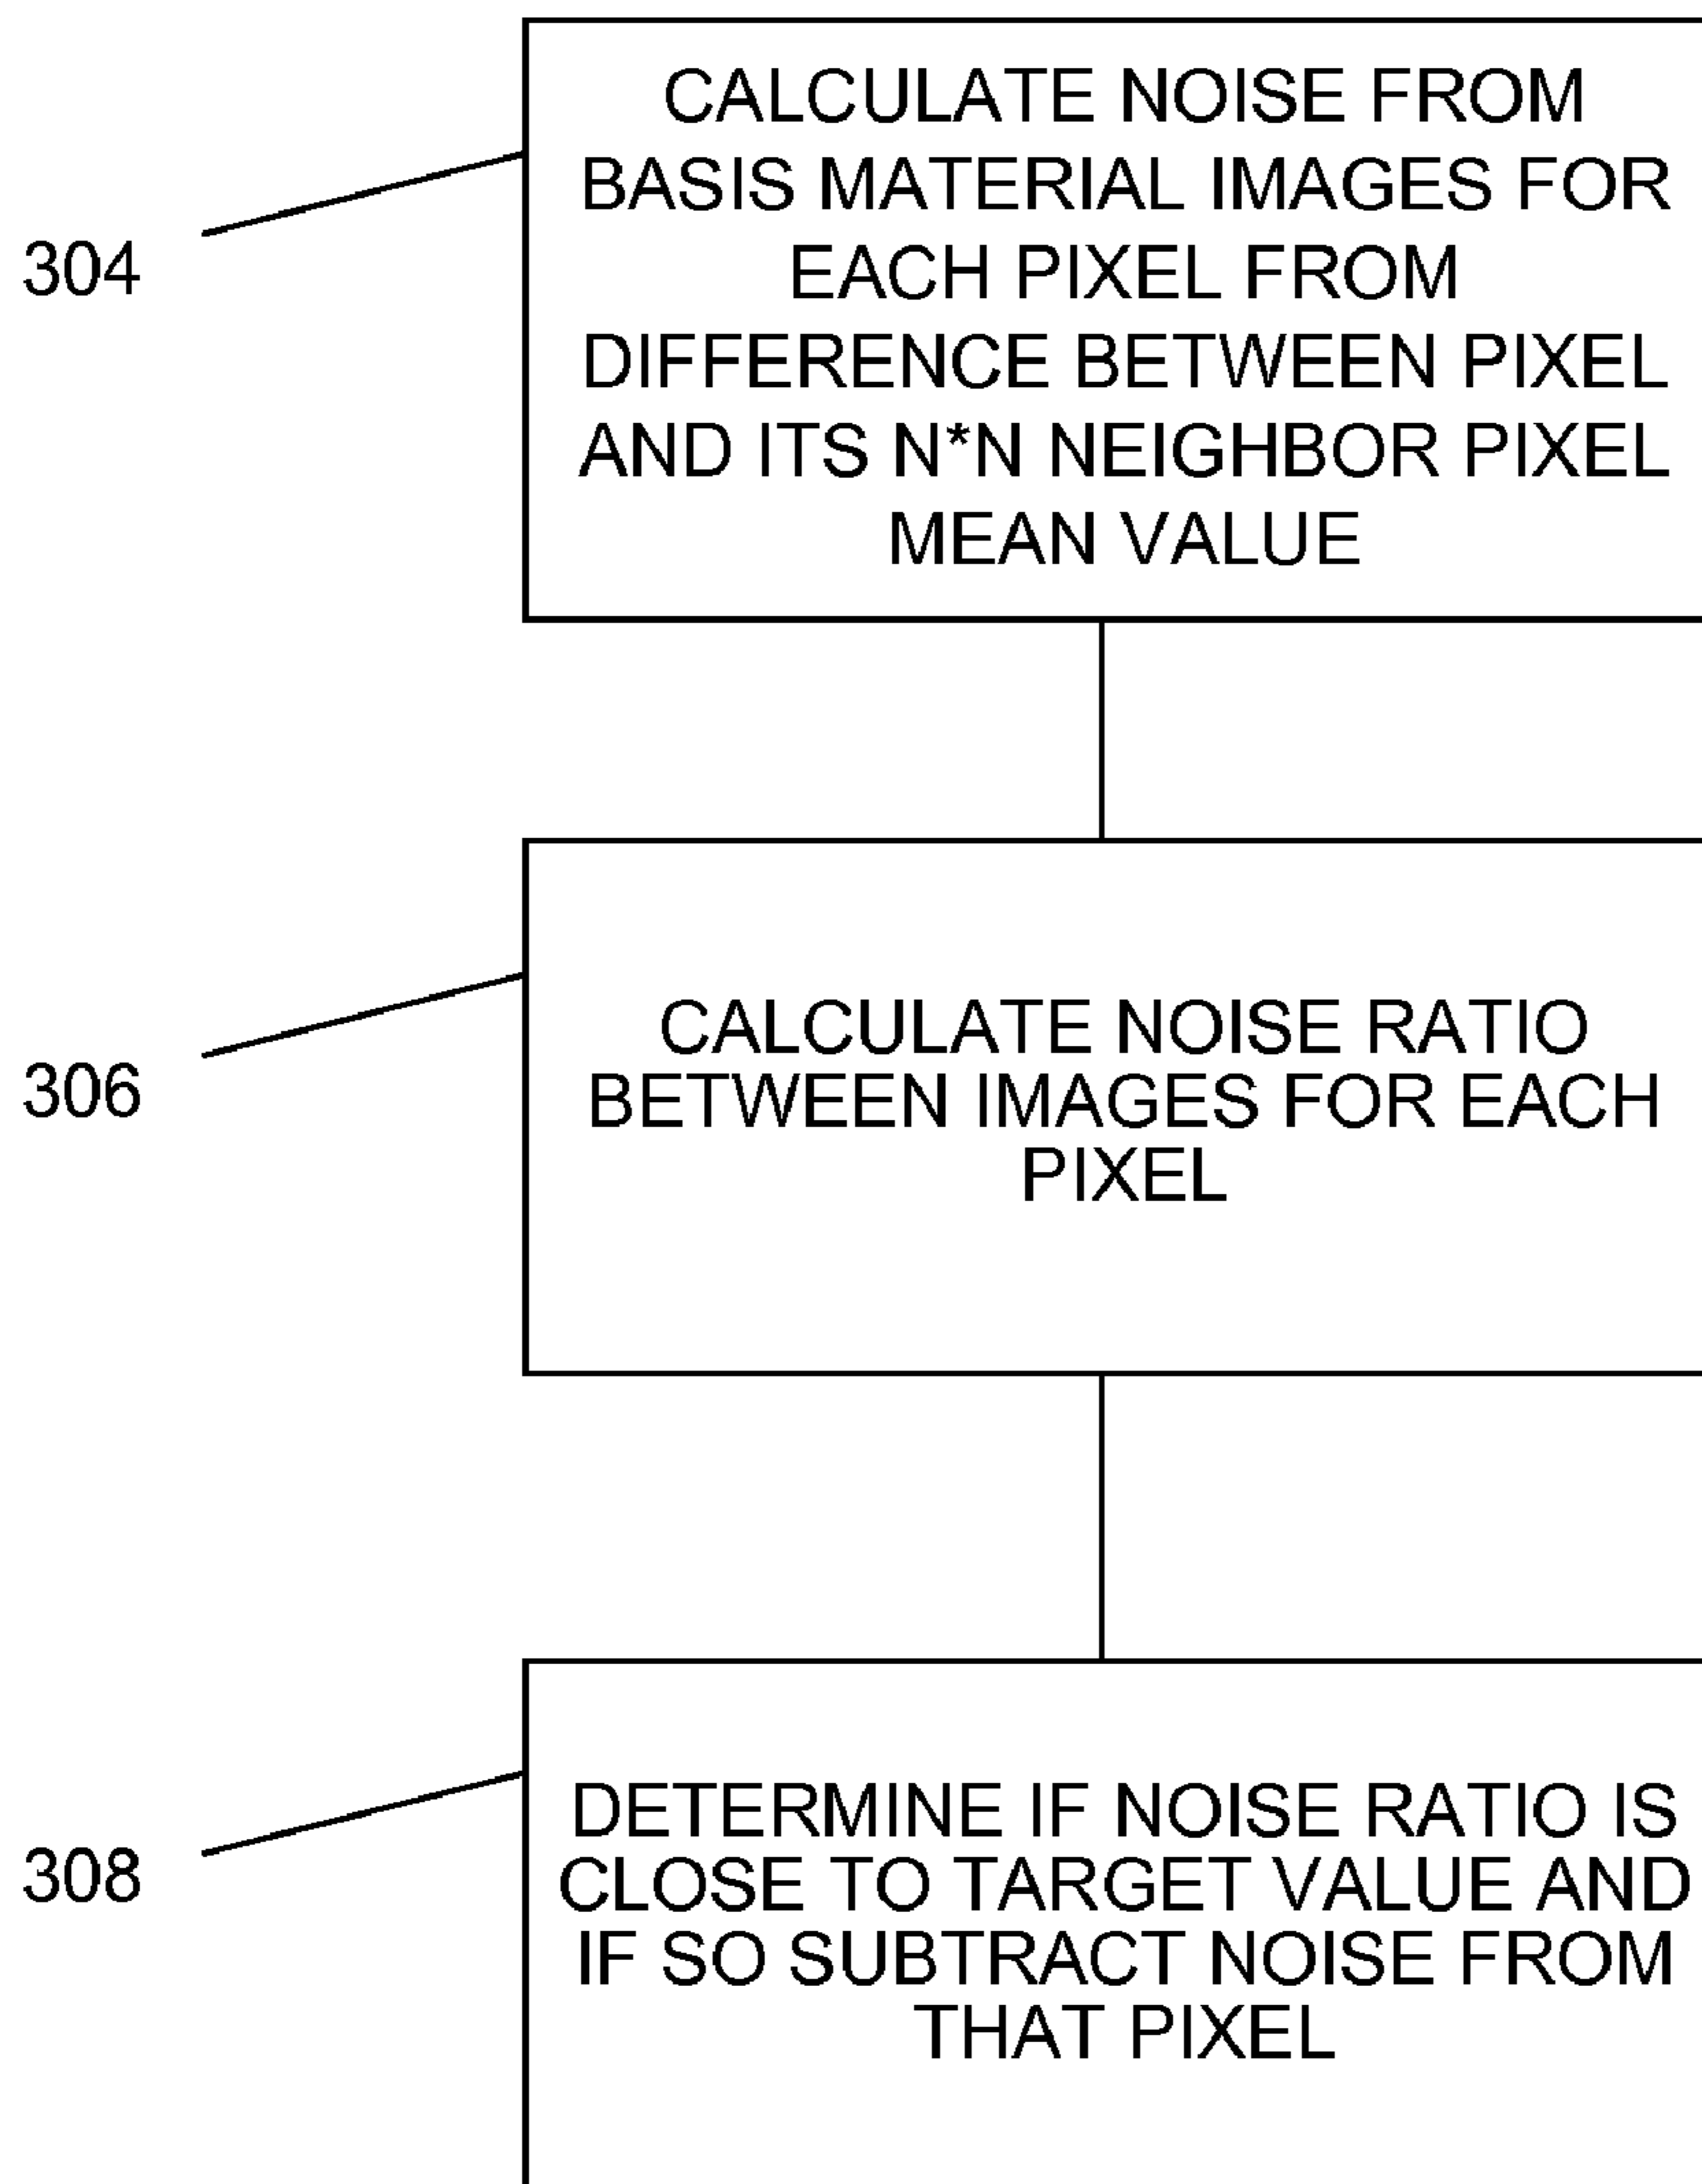 304
CALCULATE NOISE FROM
BASIS MATERIAL IMAGES FOR
EACH PIXEL FROM
DIFFERENCE BETWEEN PIXEL
AND ITS N*N NEIGHBOR PIXEL
MEAN VALUE
306
CALCULATE NOISE RATIO
BETWEEN IMAGES FOR EACH
PIXEL
308
DETERMINE IF NOISE RATIO IS
CLOSE TO TARGET VALUE AND
IF SO SUBTRACT NOISE FROM
THAT PIXEL